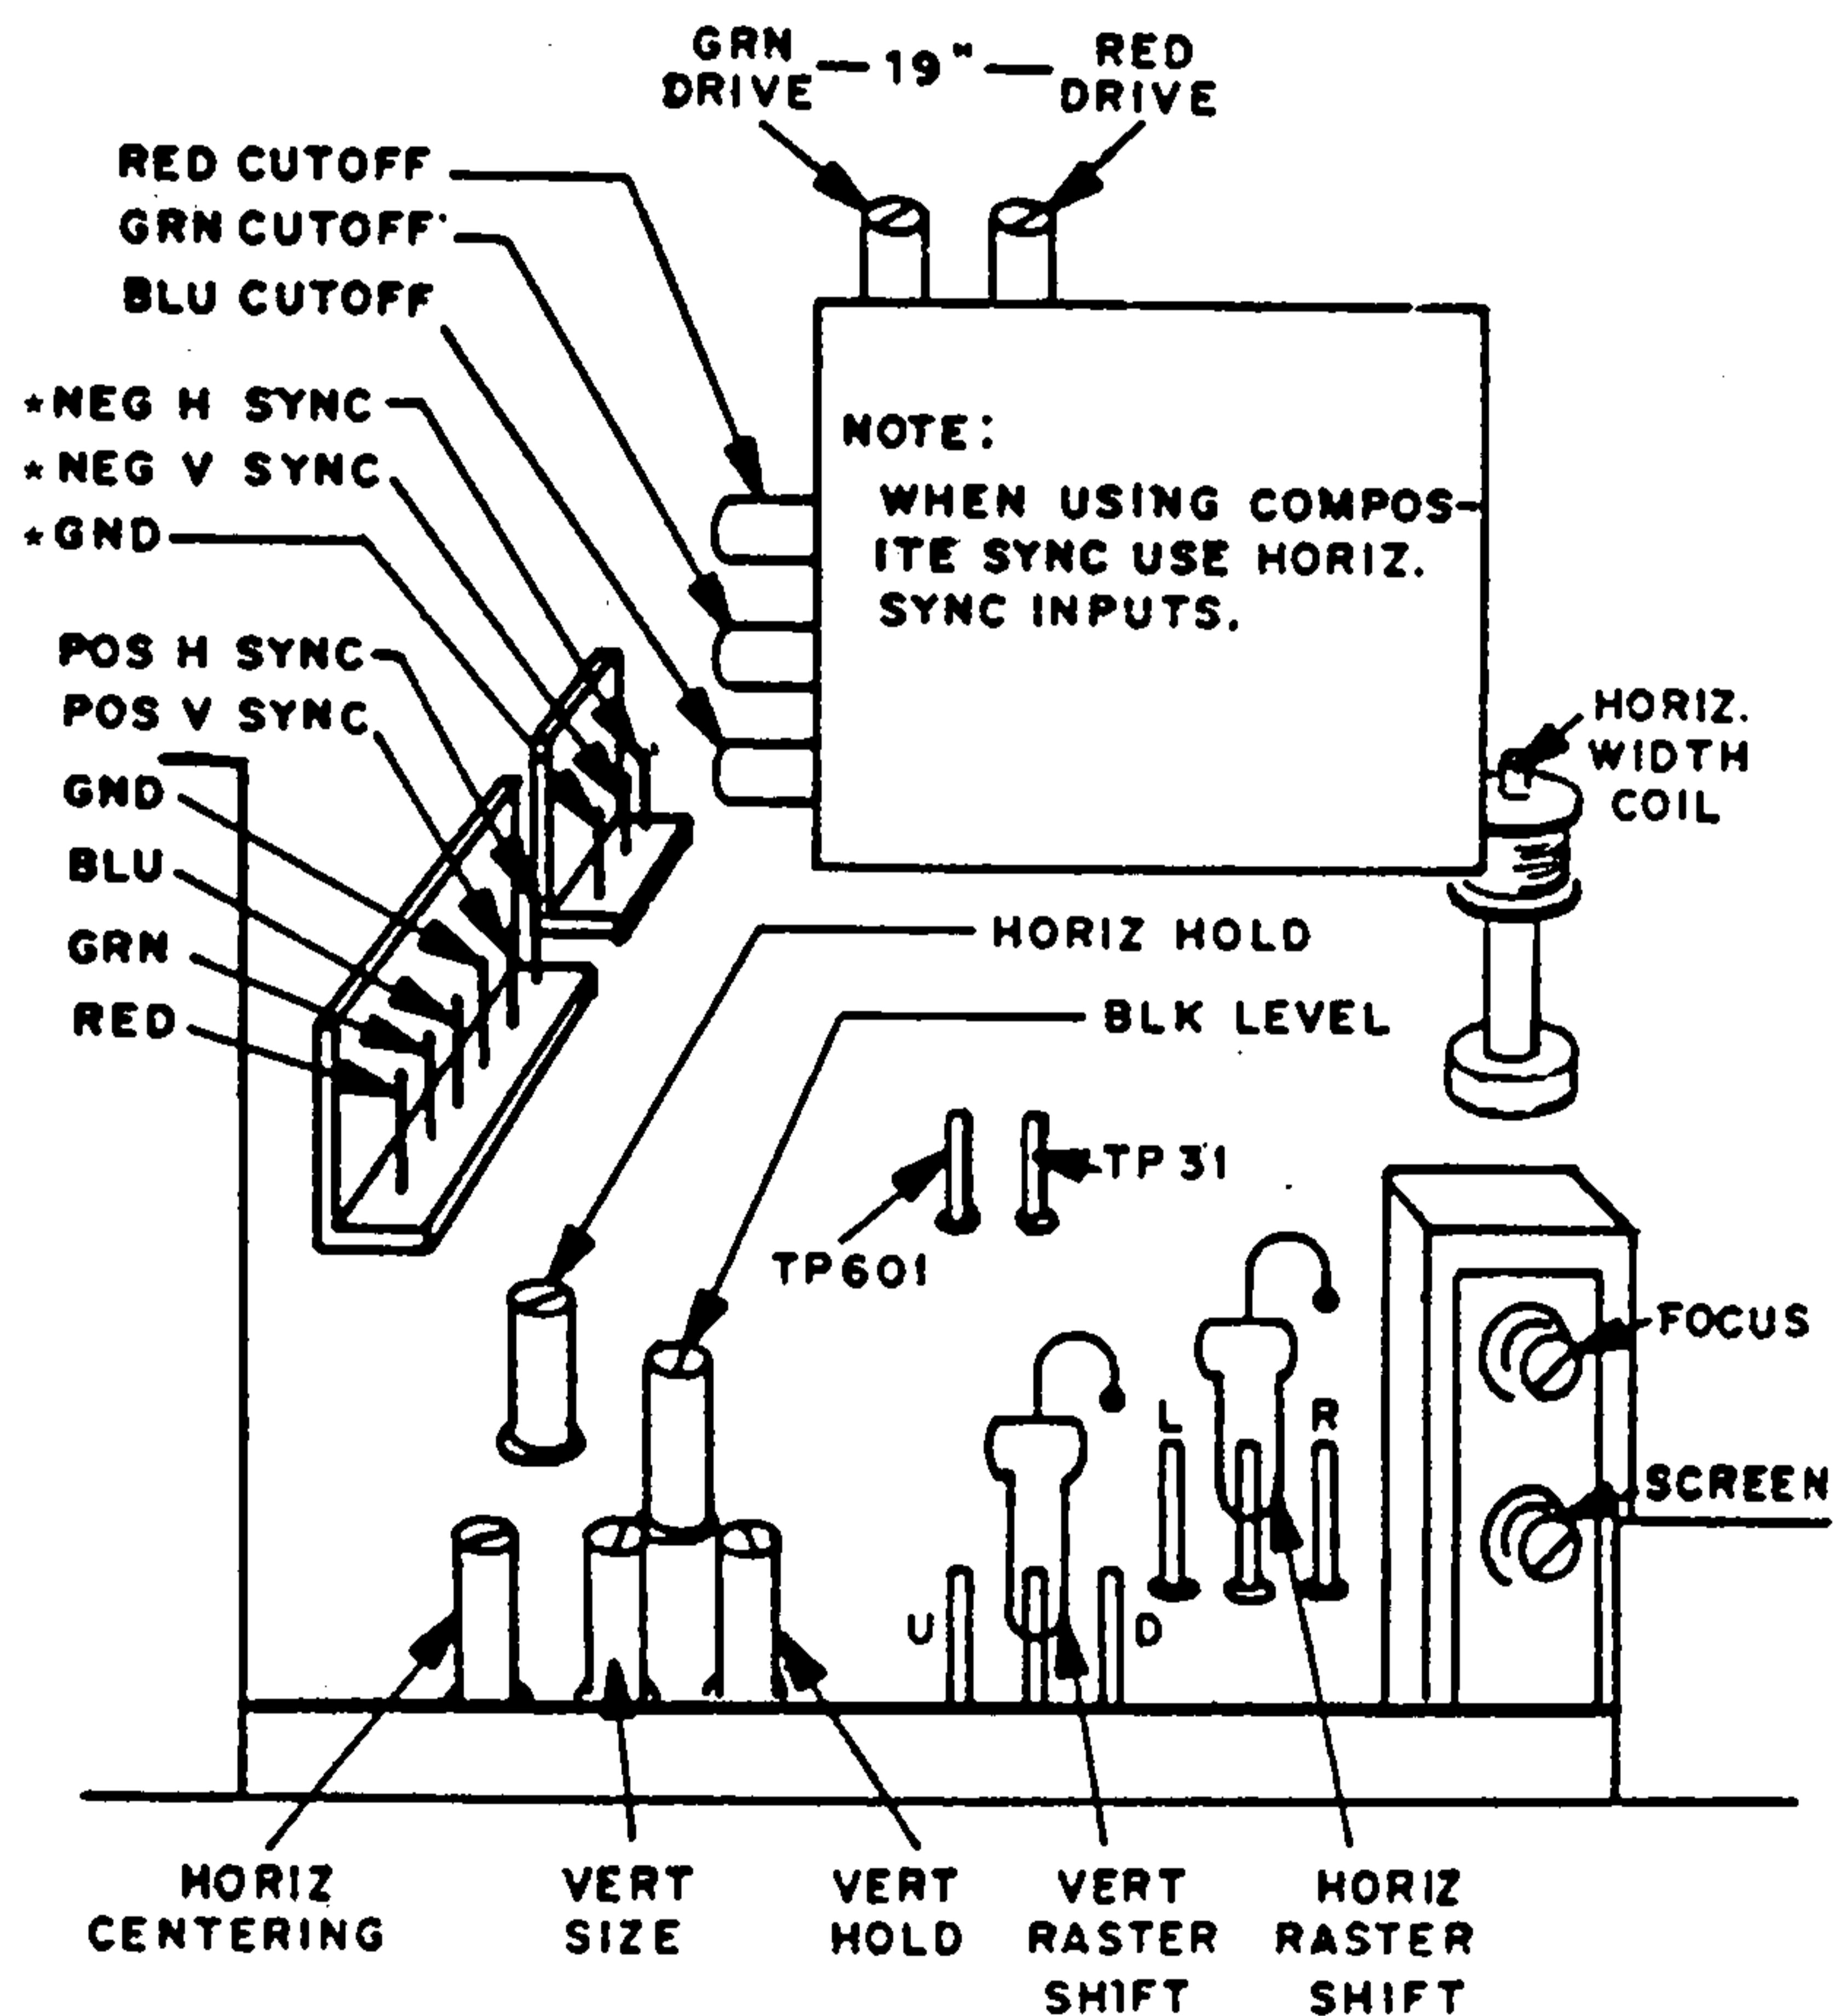 GRN
DRIVE
19"
RED
DRIVE
RED CUTOFF
GRN CUTOFF
BLU CUTOFF
*NEG H SYNC
*NEG V SYNC
*GND
POS H SYNC
POS V SYNC
GND
BLU
GRN
RED
NOTE:
WHEN USING COMPOS-
ITE SYNC USE HORIZ.
SYNC INPUTS.
HORIZ.
WIDTH
COIL
HORIZ HOLD
BLK LEVEL
TP31
TP601
FOCUS
L
R
SCREEN
U
D
HORIZ
CENTERING
VERT
SIZE
VERT
HOLD
VERT
RASTER
SHIFT
HORIZ
RASTER
SHIFT